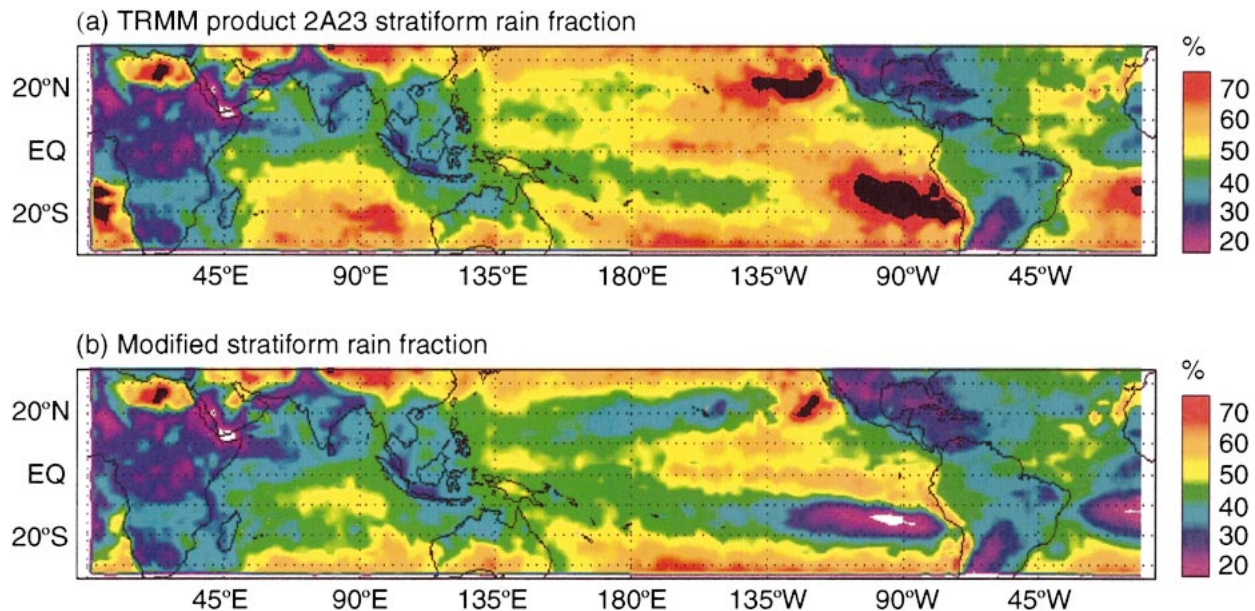 (a) TRMM product 2A23 stratiform rain fraction
%
20°N
EQ
20°S
70
60
50
40
30
20
45°E 90°E 135°E 180°E 135°W 90°W 45°W
(b) Modified stratiform rain fraction
%
20°N
EQ
20°S
70
60
50
40
30
20
45°E 90°E 135°E 180°E 135°W 90°W 45°W